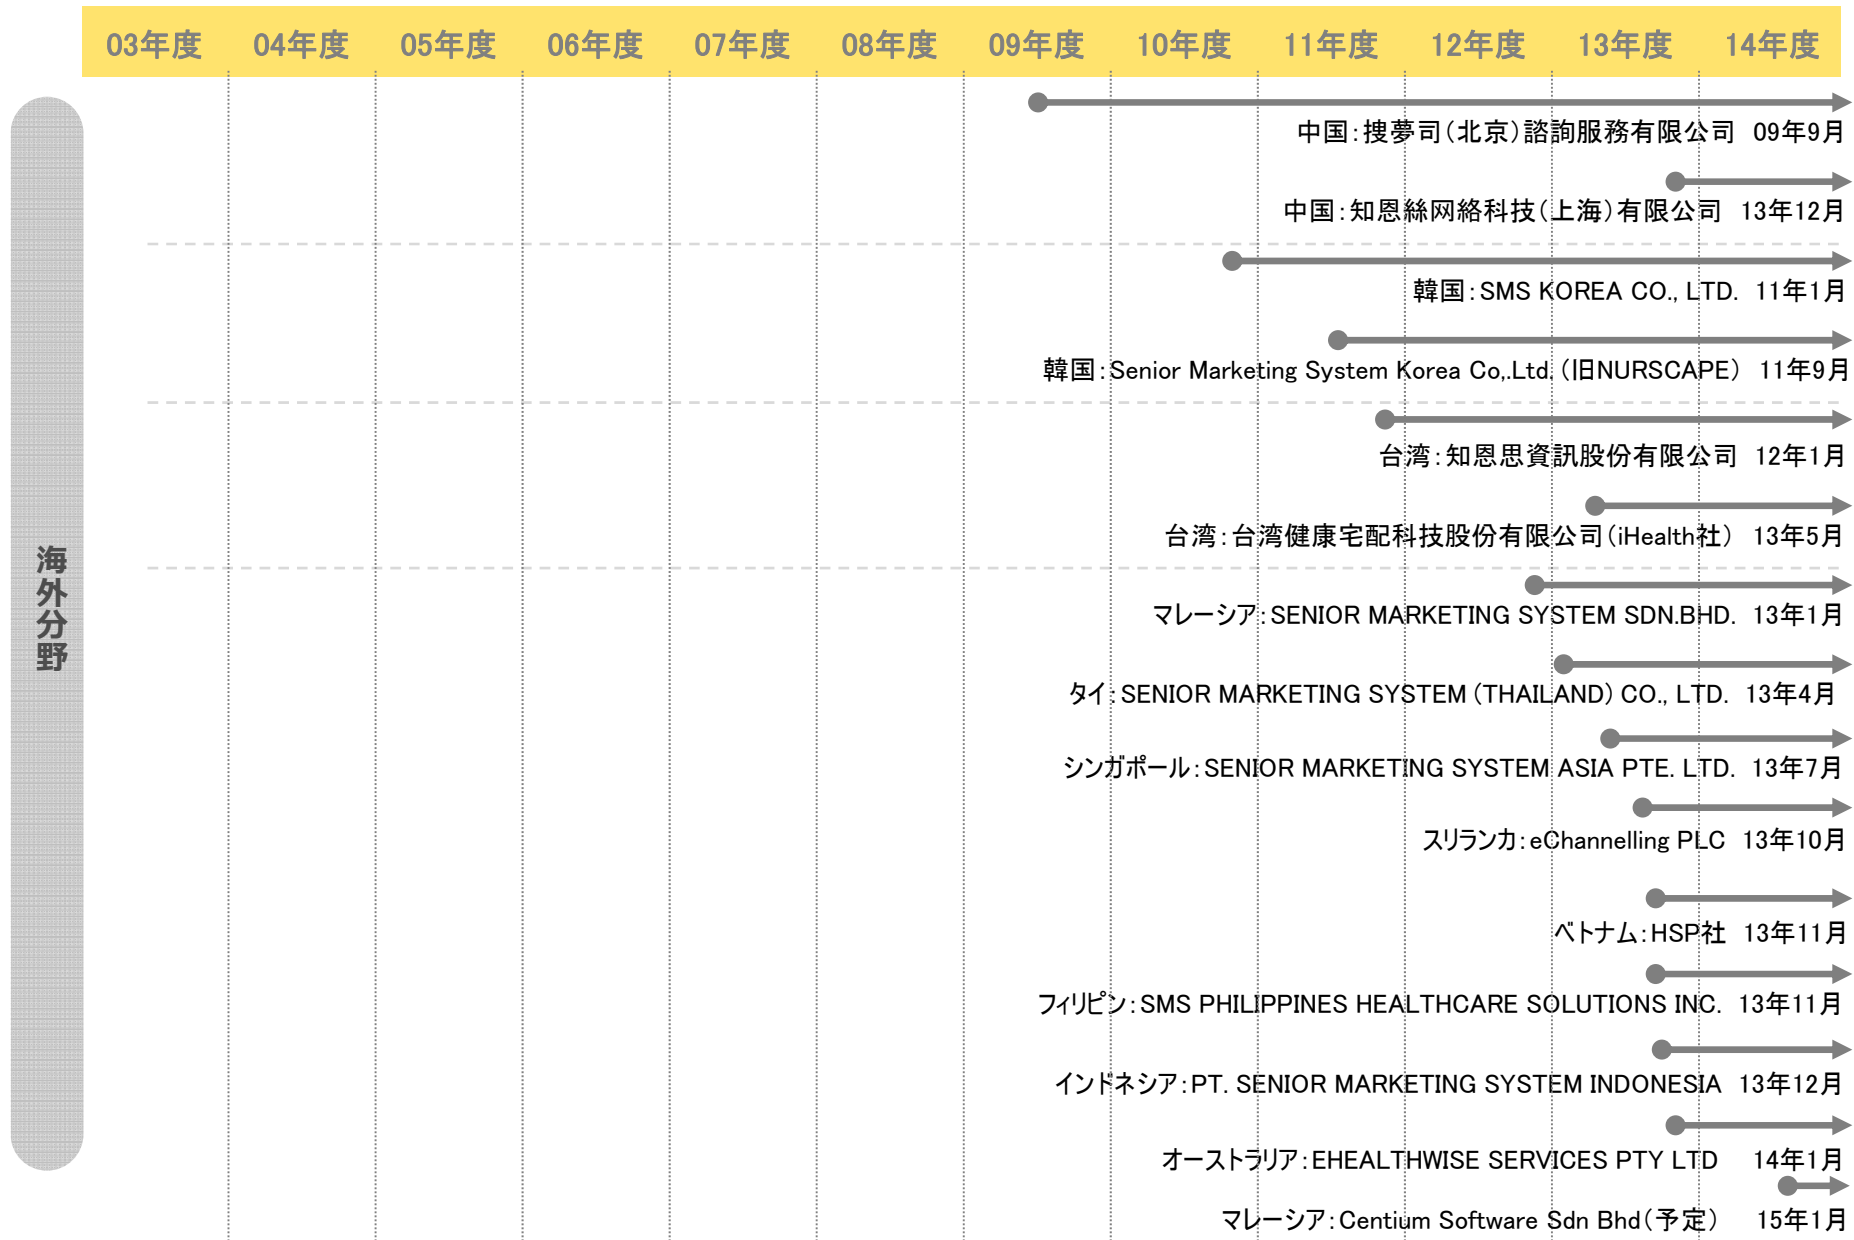 03年度 04年度 05年度 06年度 07年度 08年度 09年度 10年度 11年度 12年度 13年度 14年度
海外分野
中国：捜夢司（北京）諮詢服務有限公司 09年9月
中国：知恩絲网絡科技（上海）有限公司 13年12月
韓国：SMS KOREA CO., LTD. 11年1月
韓国：Senior Marketing System Korea Co,.Ltd.（旧NURSCAPE） 11年9月
台湾：知恩思資訊股份有限公司 12年1月
台湾：台湾健康宅配科技股份有限公司（iHealth社） 13年5月
マレーシア：SENIOR MARKETING SYSTEM SDN.BHD. 13年1月
タイ：SENIOR MARKETING SYSTEM (THAILAND) CO., LTD. 13年4月
シンガポール：SENIOR MARKETING SYSTEM ASIA PTE. LTD. 13年7月
スリランカ：eChannelling PLC 13年10月
ベトナム：HSP社 13年11月
フィリピン：SMS PHILIPPINES HEALTHCARE SOLUTIONS INC. 13年11月
インドネシア：PT. SENIOR MARKETING SYSTEM INDONESIA 13年12月
オーストラリア：EHEALTHWISE SERVICES PTY LTD 14年1月
マレーシア：Centium Software Sdn Bhd（予定） 15年1月